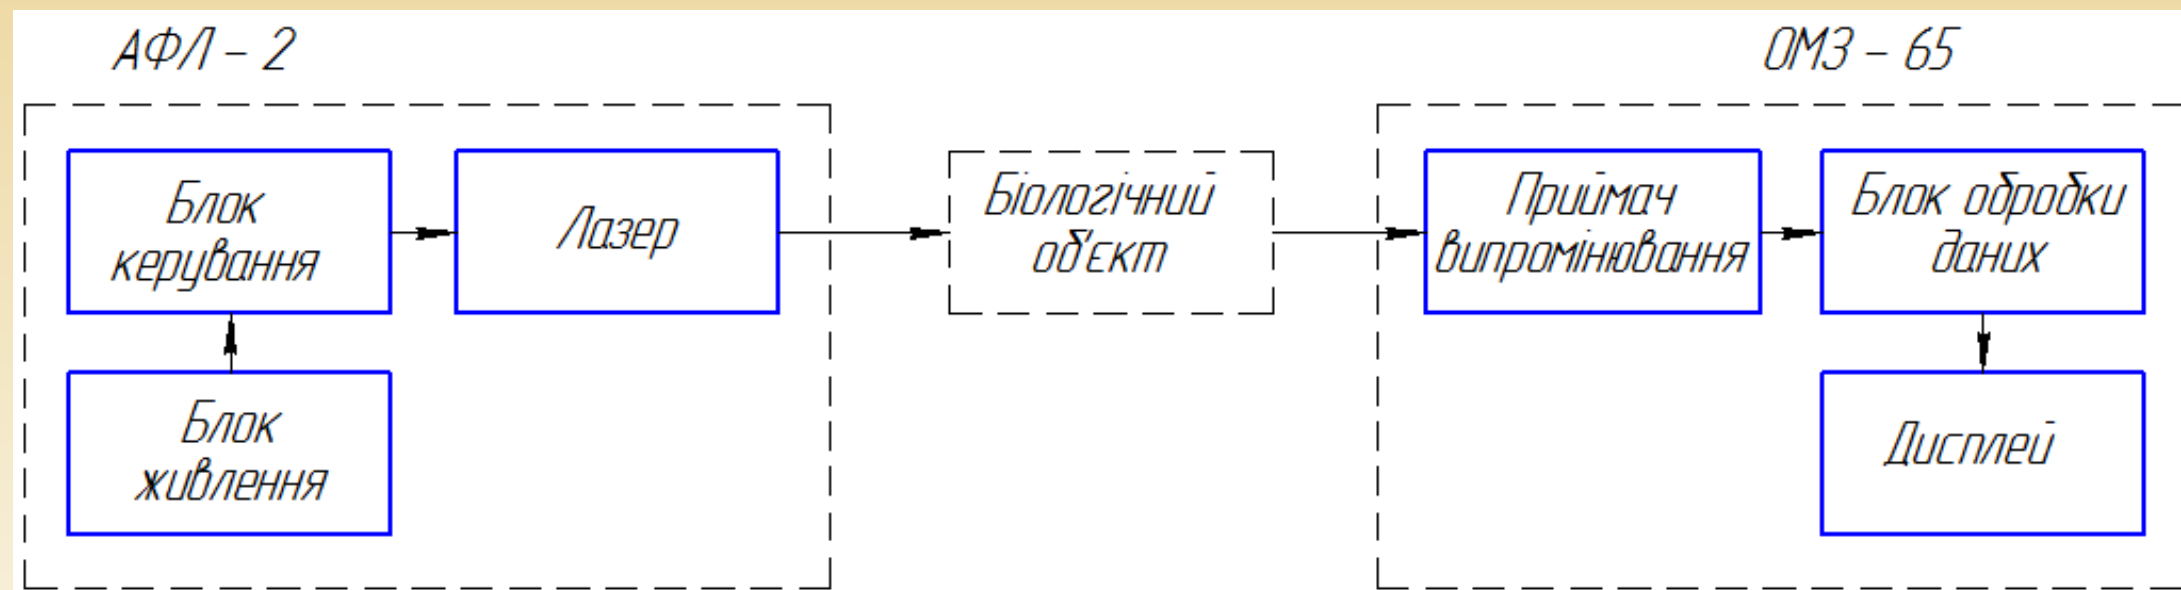 АФЛ – 2
ОМЗ – 65
Блок
керування
Лазер
Біологічний
об'єкт
Приймач
випромінювання
Блок обробки
даних
Блок
живлення
Дисплей